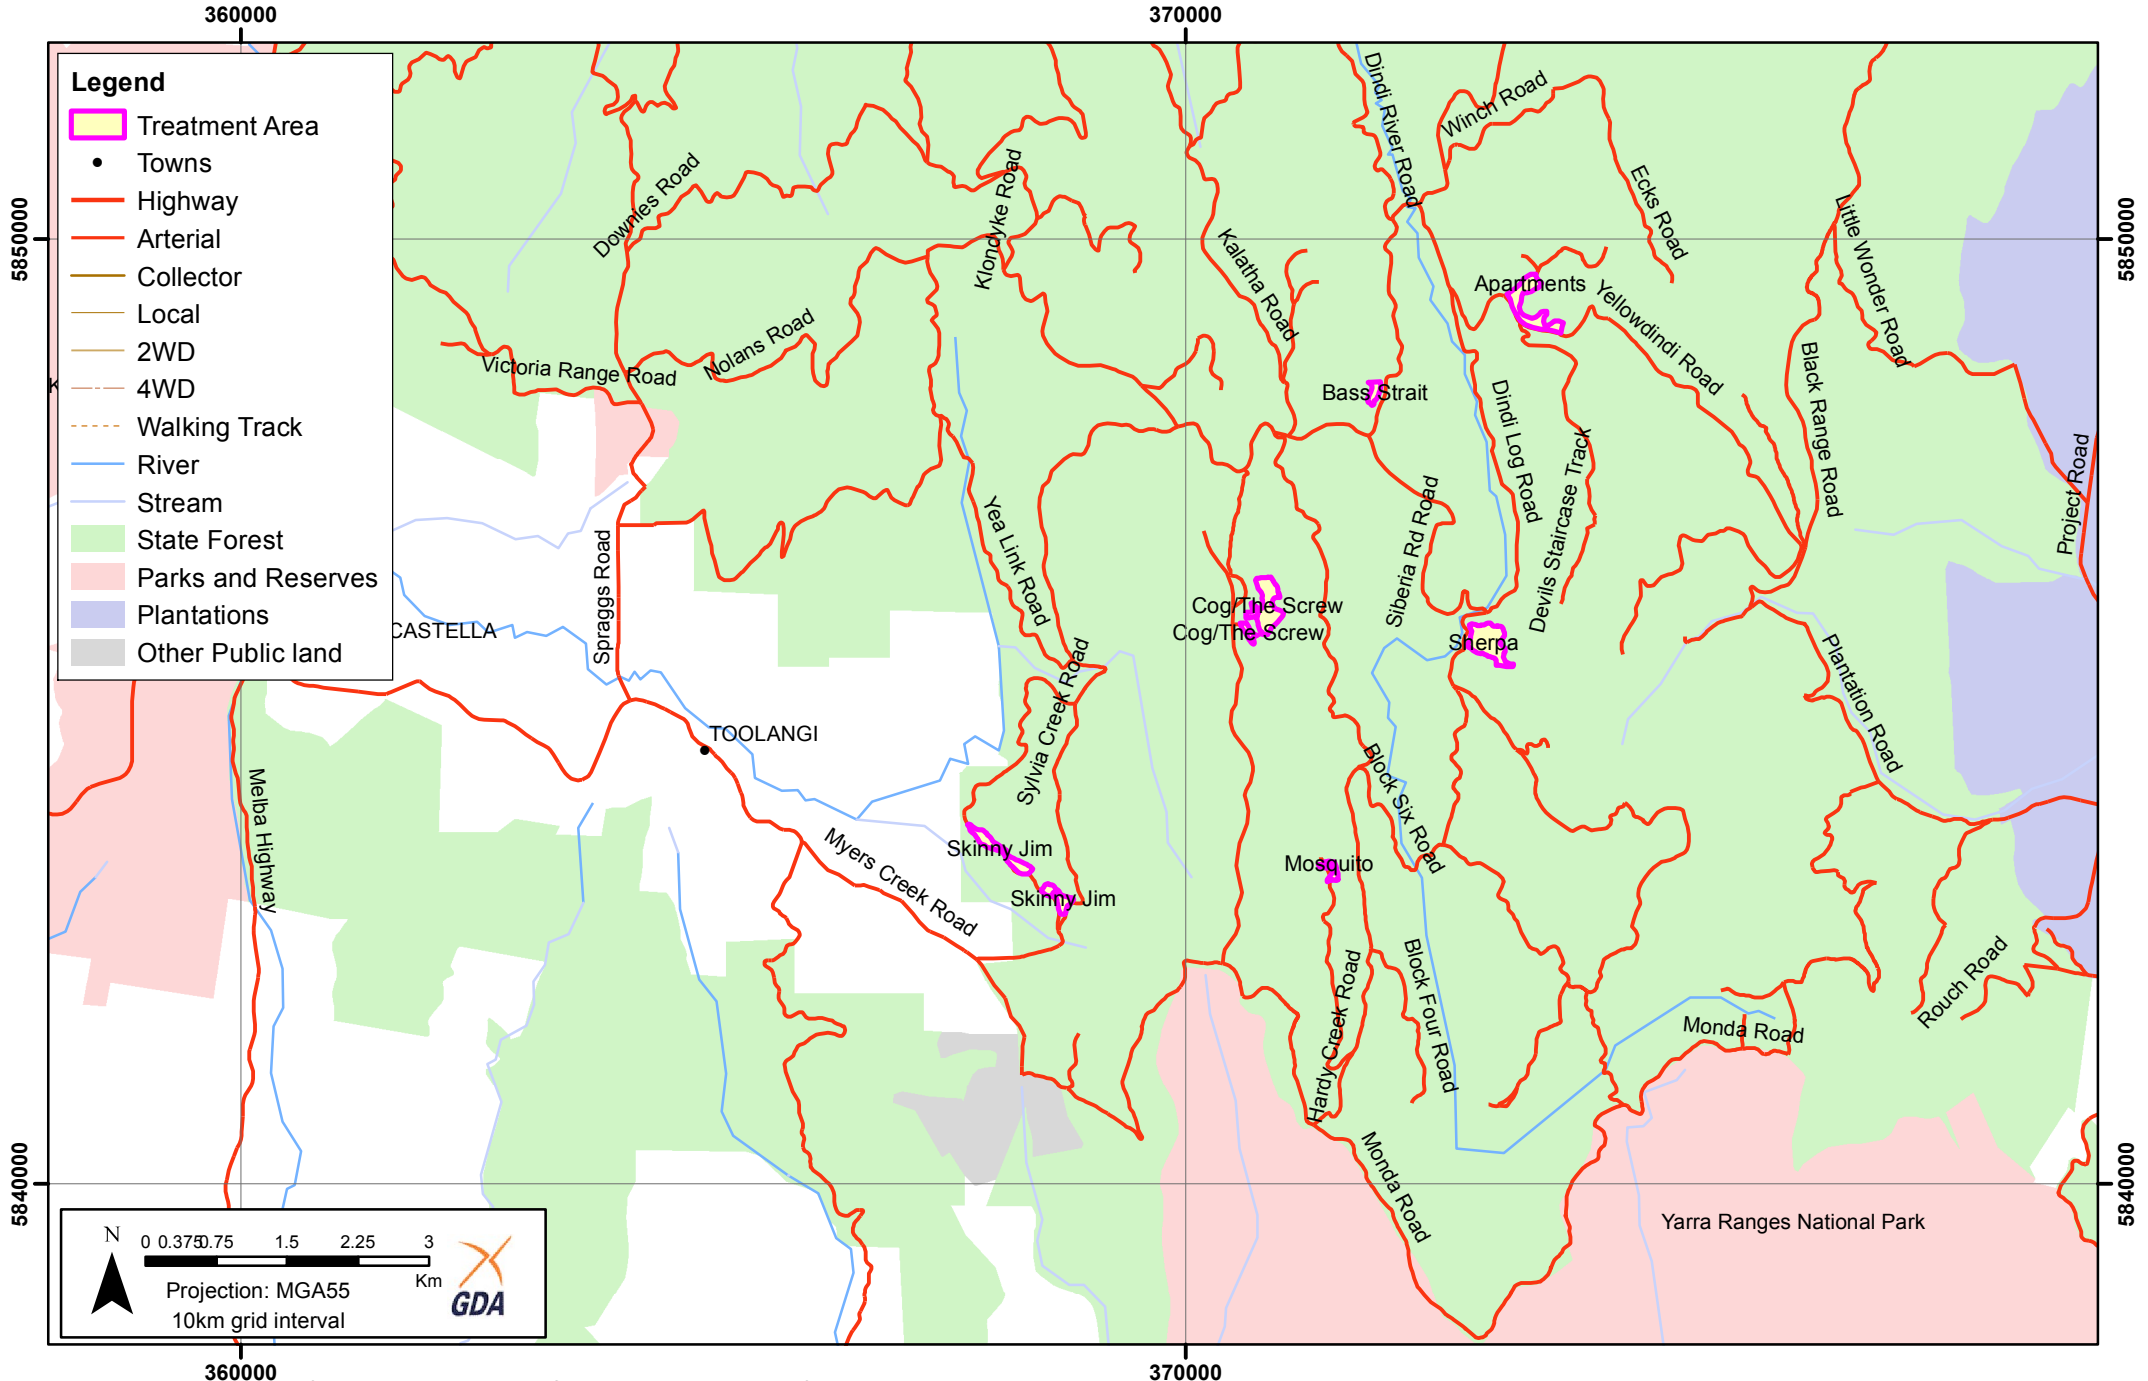 360000
370000
Legend
Treatment Area
Towns
Highway
Arterial
Collector
Local
2WD
4WD
Walking Track
River
Stream
State Forest
Parks and Reserves
Plantations
Other Public land
5850000
5850000
5840000
5840000
K
Dindi River Road
Winch Road
Ecks Road
Little Wonder Road
Downies Road
Klondyke Road
Kalatha Road
Apartments
Yellowdindi Road
Victoria Range Road
Nolans Road
Bass Strait
Black Range Road
Dindi Log Road
Devils Staircase Track
Project Road
Siberia Rd Road
Yea Link Road
Spraggs Road
Cog/The Screw
Cog/The Screw
CASTELLA
Sherpa
Plantation Road
TOOLANGI
Sylvia Creek Road
Melba Highway
Block Six Road
Skinny Jim
Myers Creek Road
Mosquito
Skinny Jim
Hardy Creek Road
Block Four Road
Rouch Road
Monda Road
Monda Road
Yarra Ranges National Park
N
0 0.375 0.75 1.5 2.25 3
Km
Projection: MGA55
10km grid interval
GDA
360000
370000